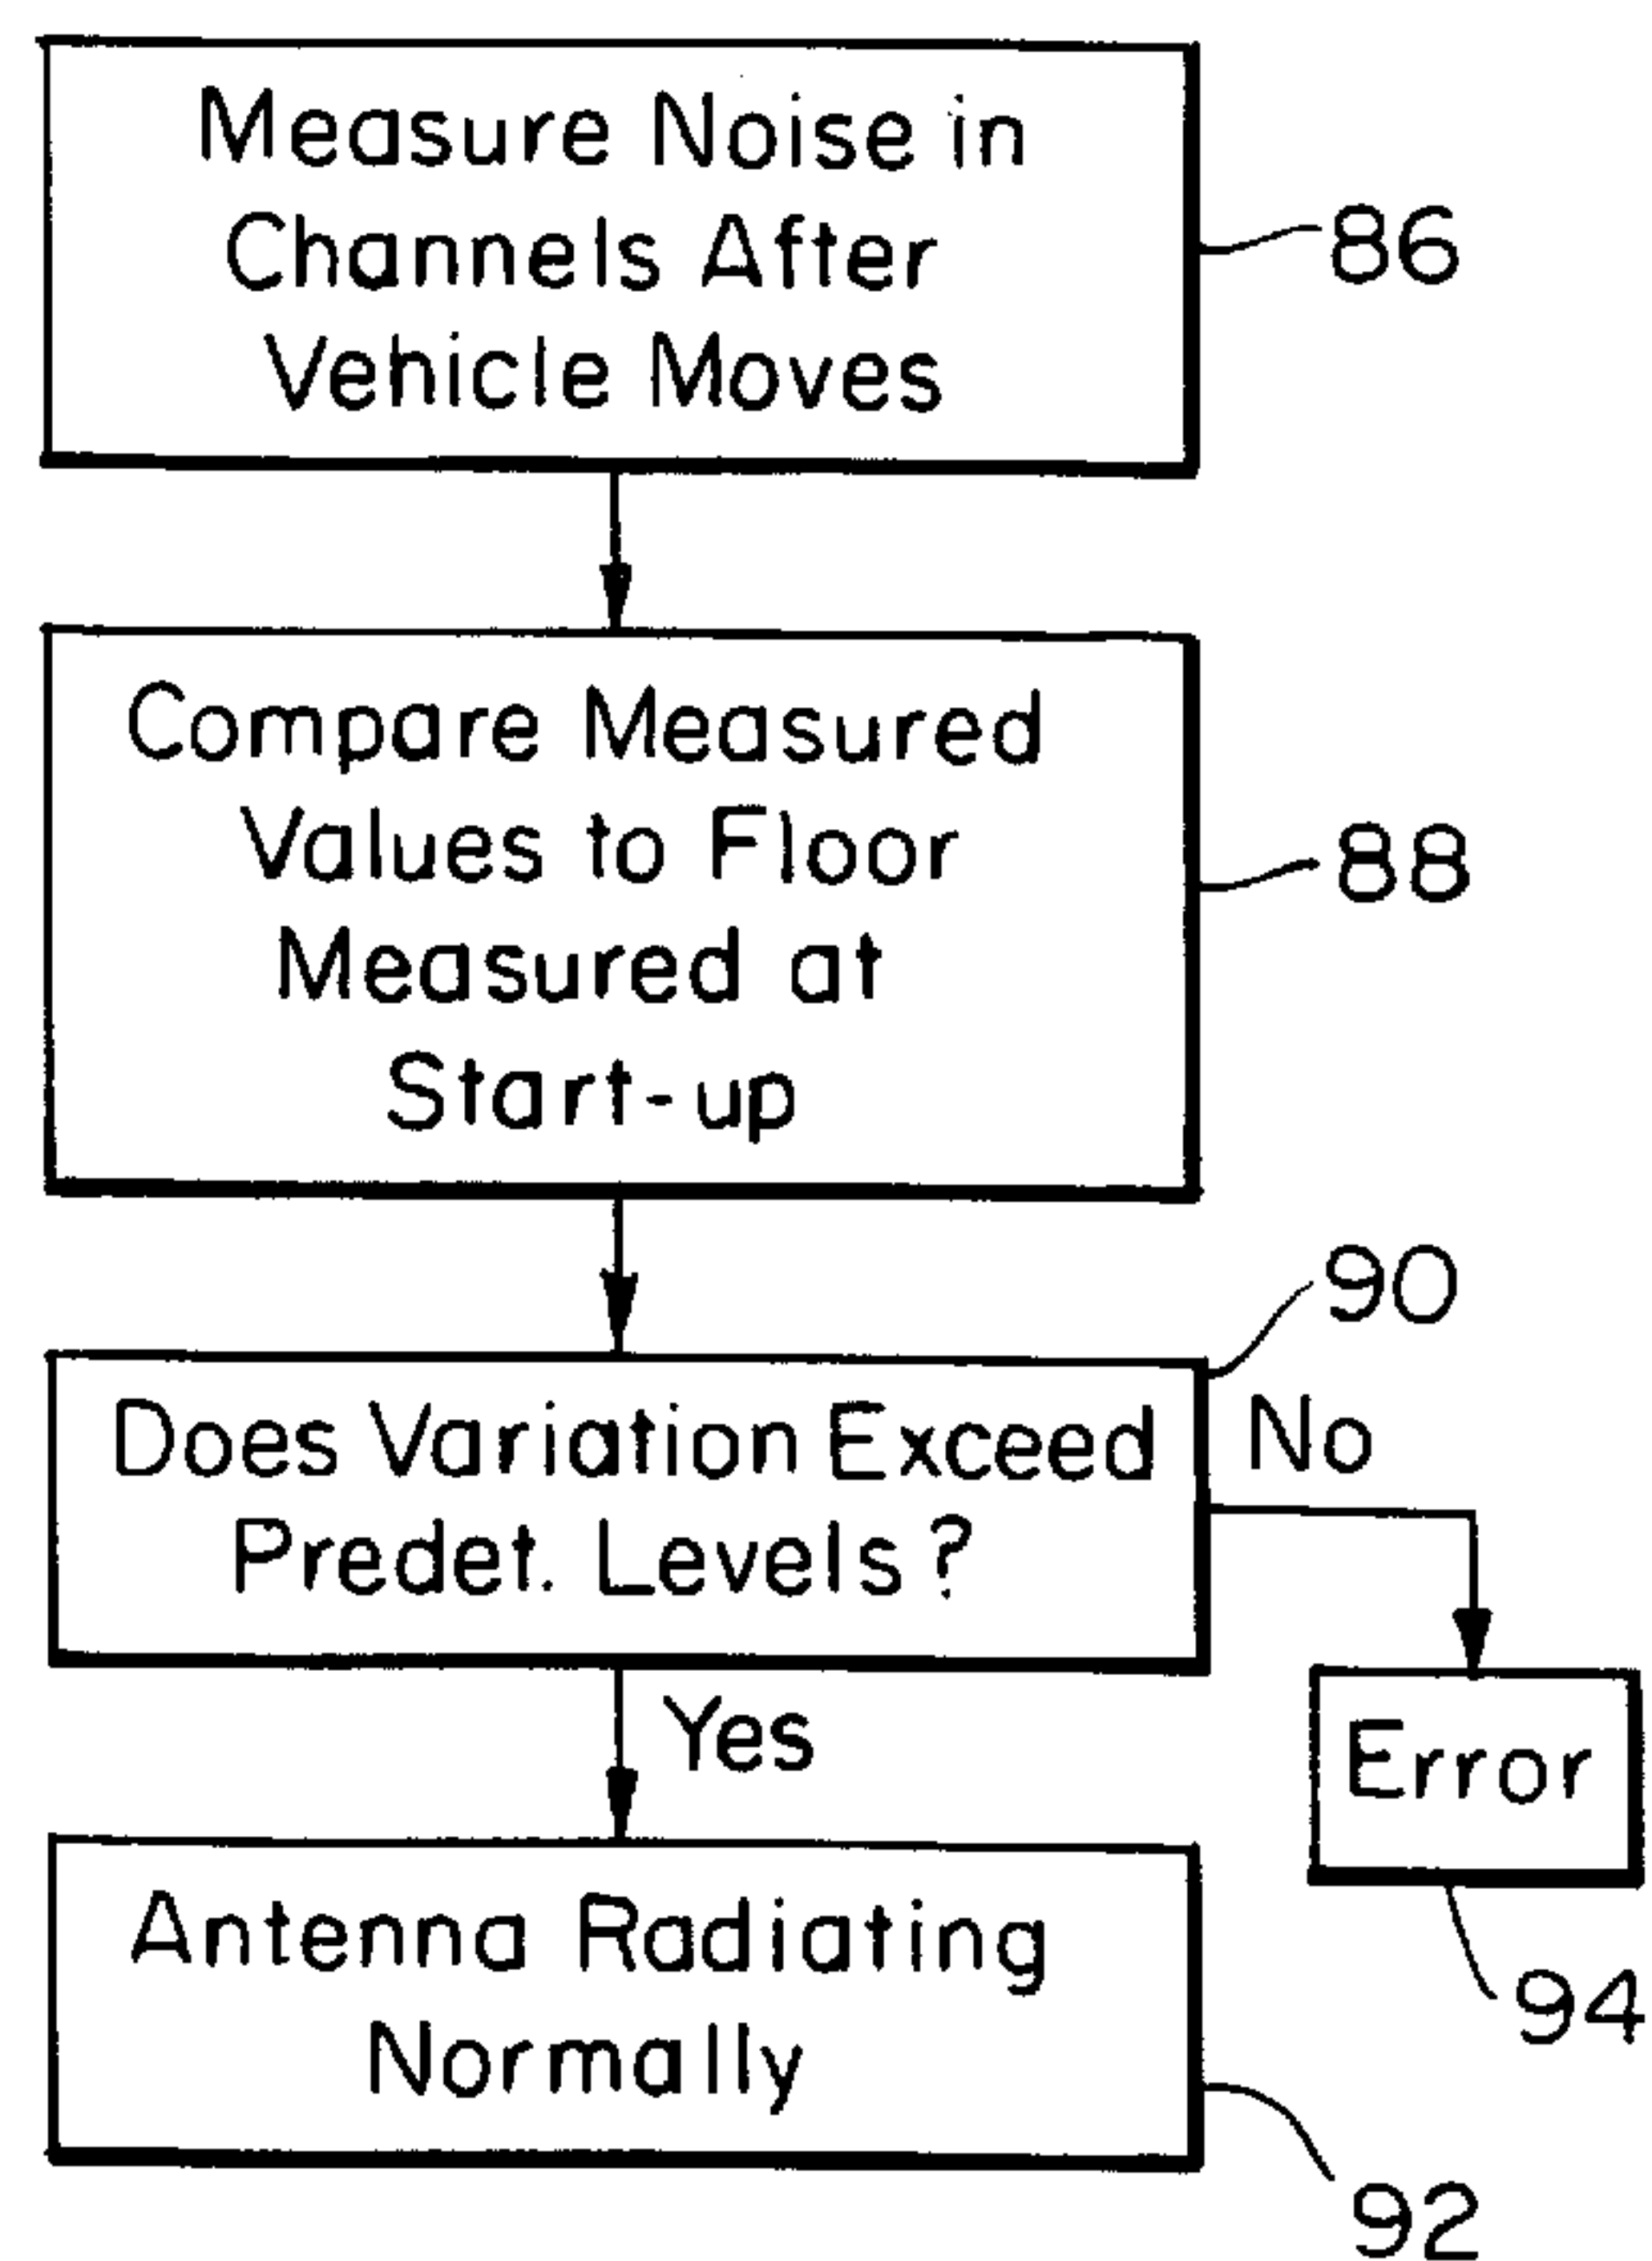 Measure Noise in
Channels After
Vehicle Moves
86
Compare Measured
Values to Floor
Measured at
Start-up
88
90
Does Variation Exceed
Predet. Levels?
No
Yes
Error
94
Antenna Radiating
Normally
92